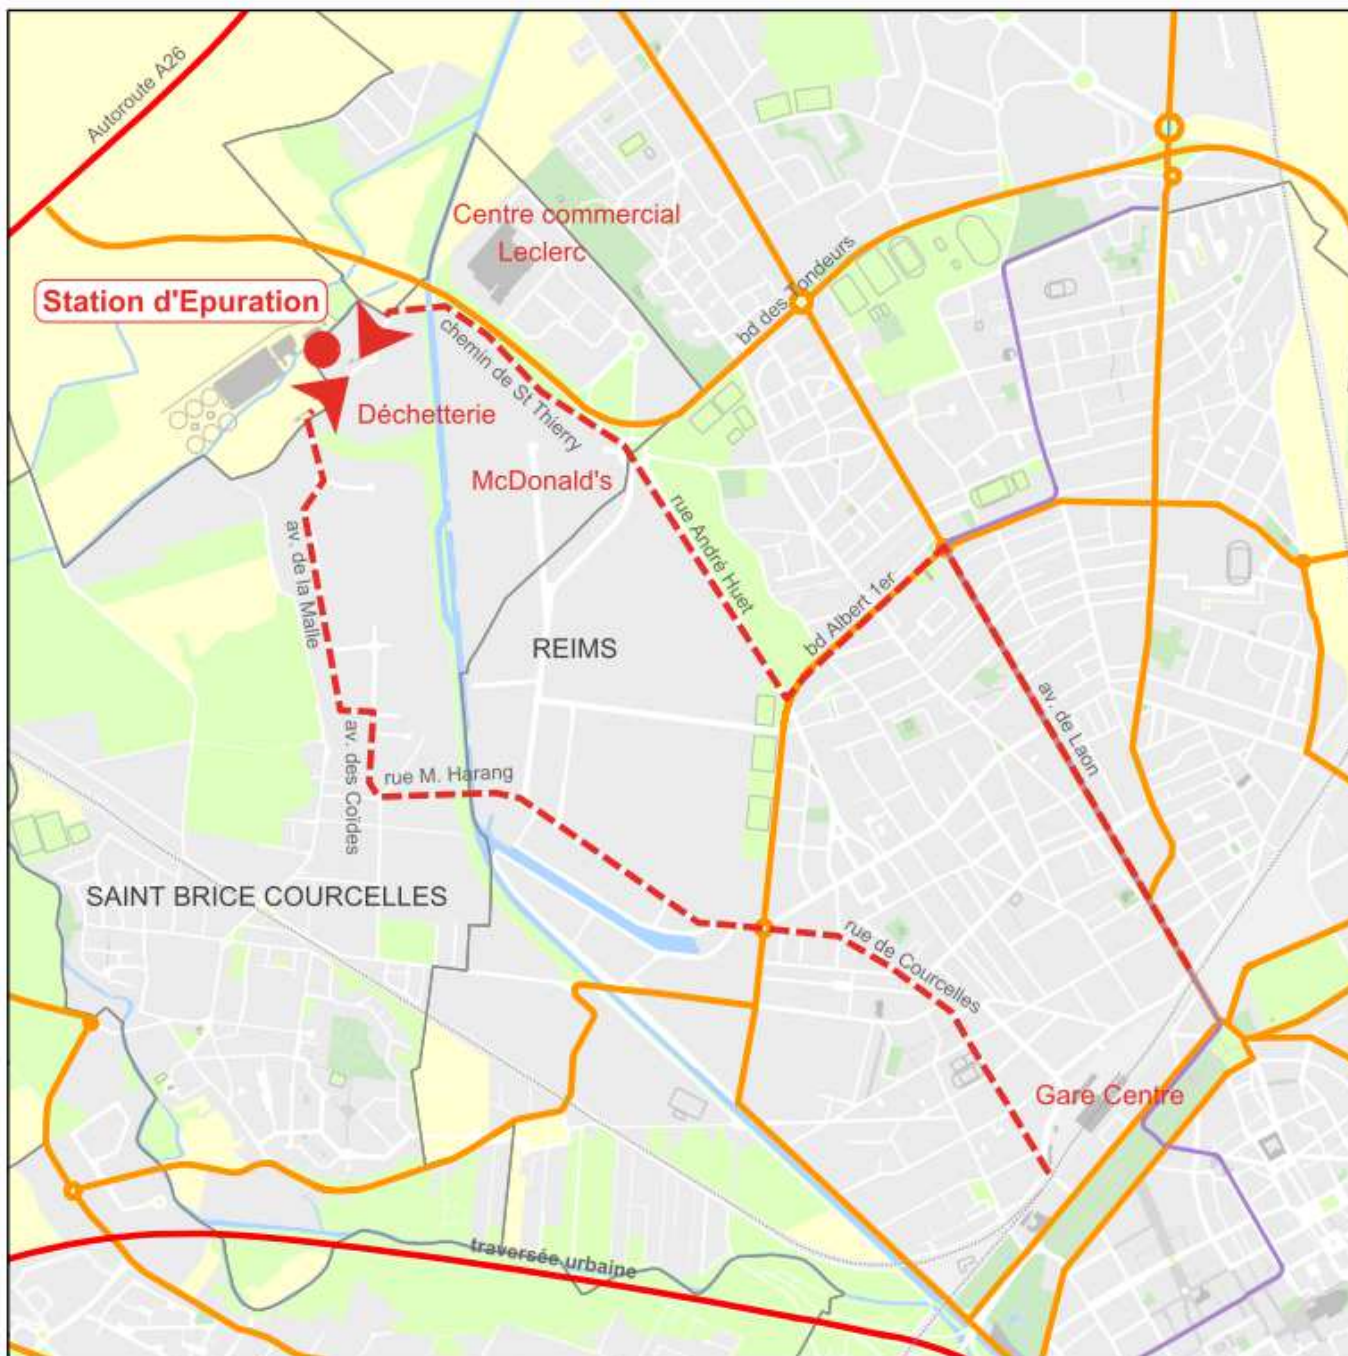 Autoroute A26
Centre commercial
Leclerc
Station d'Epuration
bd des Tondeurs
chemin de St Thierry
Déchetterie
McDonald's
rue André Huet
av. de la Malle
bd Albert 1er
REIMS
av. de Laon
av. des Coïdes
rue M. Harang
SAINT BRICE COURCELLES
rue de Courcelles
Gare Centre
traversée urbaine